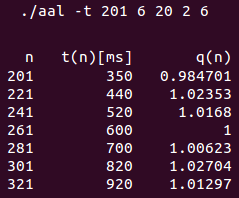 ./aal -t 201 6 20 2 6
n t(n)[ms] q(n)
201 350 0.984701
221 440 1.02353
241 520 1.0168
261 600 1
281 700 1.00623
301 820 1.02704
321 920 1.01297